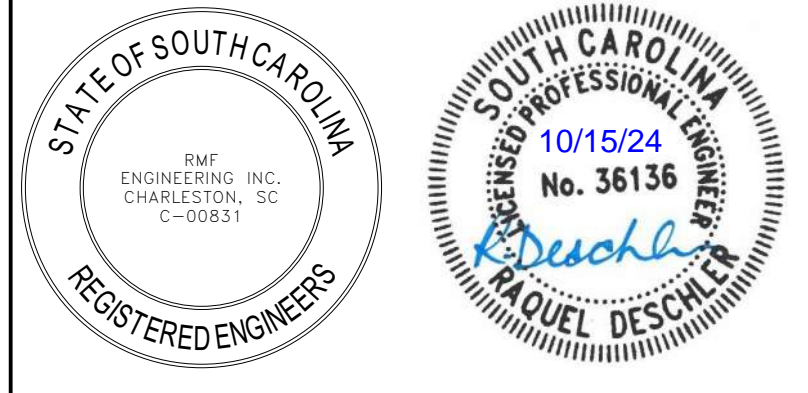 STATE OF SOUTH CAROLINA
RMF
ENGINEERING INC.
CHARLESTON, SC
C-00831
REGISTERED ENGINEERS
SOUTH CAROLINA
LICENSED PROFESSIONAL ENGINEER
10/15/24
No. 36136
R Deschler
RAQUEL DESCHLER